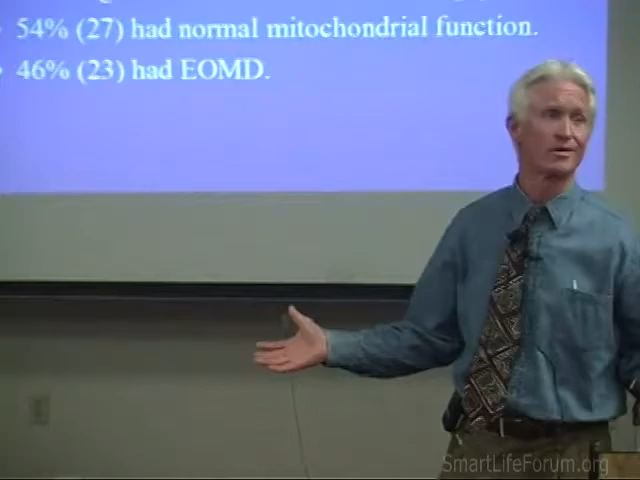 54% (27) had normal mitochondrial function.
46% (23) had EOMD.
SmartLifeForum.org